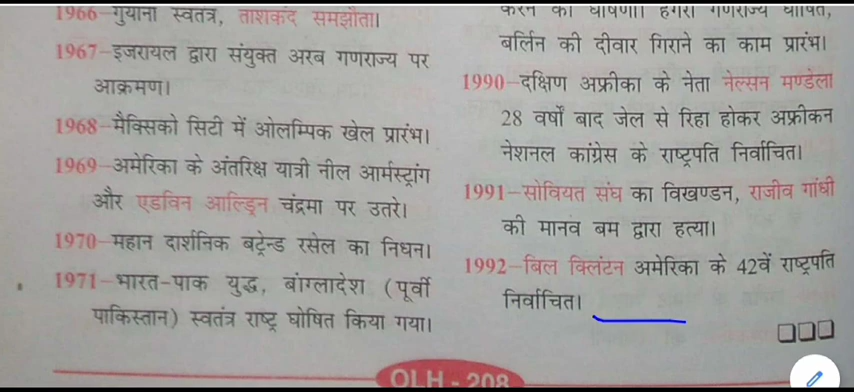 1966–गुयाना स्वतंत्र, ताशकंद समझौता।
1967–इजरायल द्वारा संयुक्त अरब गणराज्य पर
आक्रमण।
1968–मैक्सिको सिटी में ओलम्पिक खेल प्रारंभ।
1969–अमेरिका के अंतरिक्ष यात्री नील आर्मस्ट्रांग
और एडविन आल्ड्रिन चंद्रमा पर उतरे।
1970–महान दार्शनिक बट्रेन्ड रसेल का निधन।
1971–भारत-पाक युद्ध, बांग्लादेश (पूर्वी
पाकिस्तान) स्वतंत्र राष्ट्र घोषित किया गया।
करने की घोषणा। हंगरी गणराज्य घोषित,
बर्लिन की दीवार गिराने का काम प्रारंभ।
1990–दक्षिण अफ्रीका के नेता नेल्सन मण्डेला
28 वर्षों बाद जेल से रिहा होकर अफ्रीकन
नेशनल कांग्रेस के राष्ट्रपति निर्वाचित।
1991–सोवियत संघ का विखण्डन, राजीव गांधी
की मानव बम द्वारा हत्या।
1992–बिल क्लिंटन अमेरिका के 42वें राष्ट्रपति
निर्वाचित।
OLH - 208